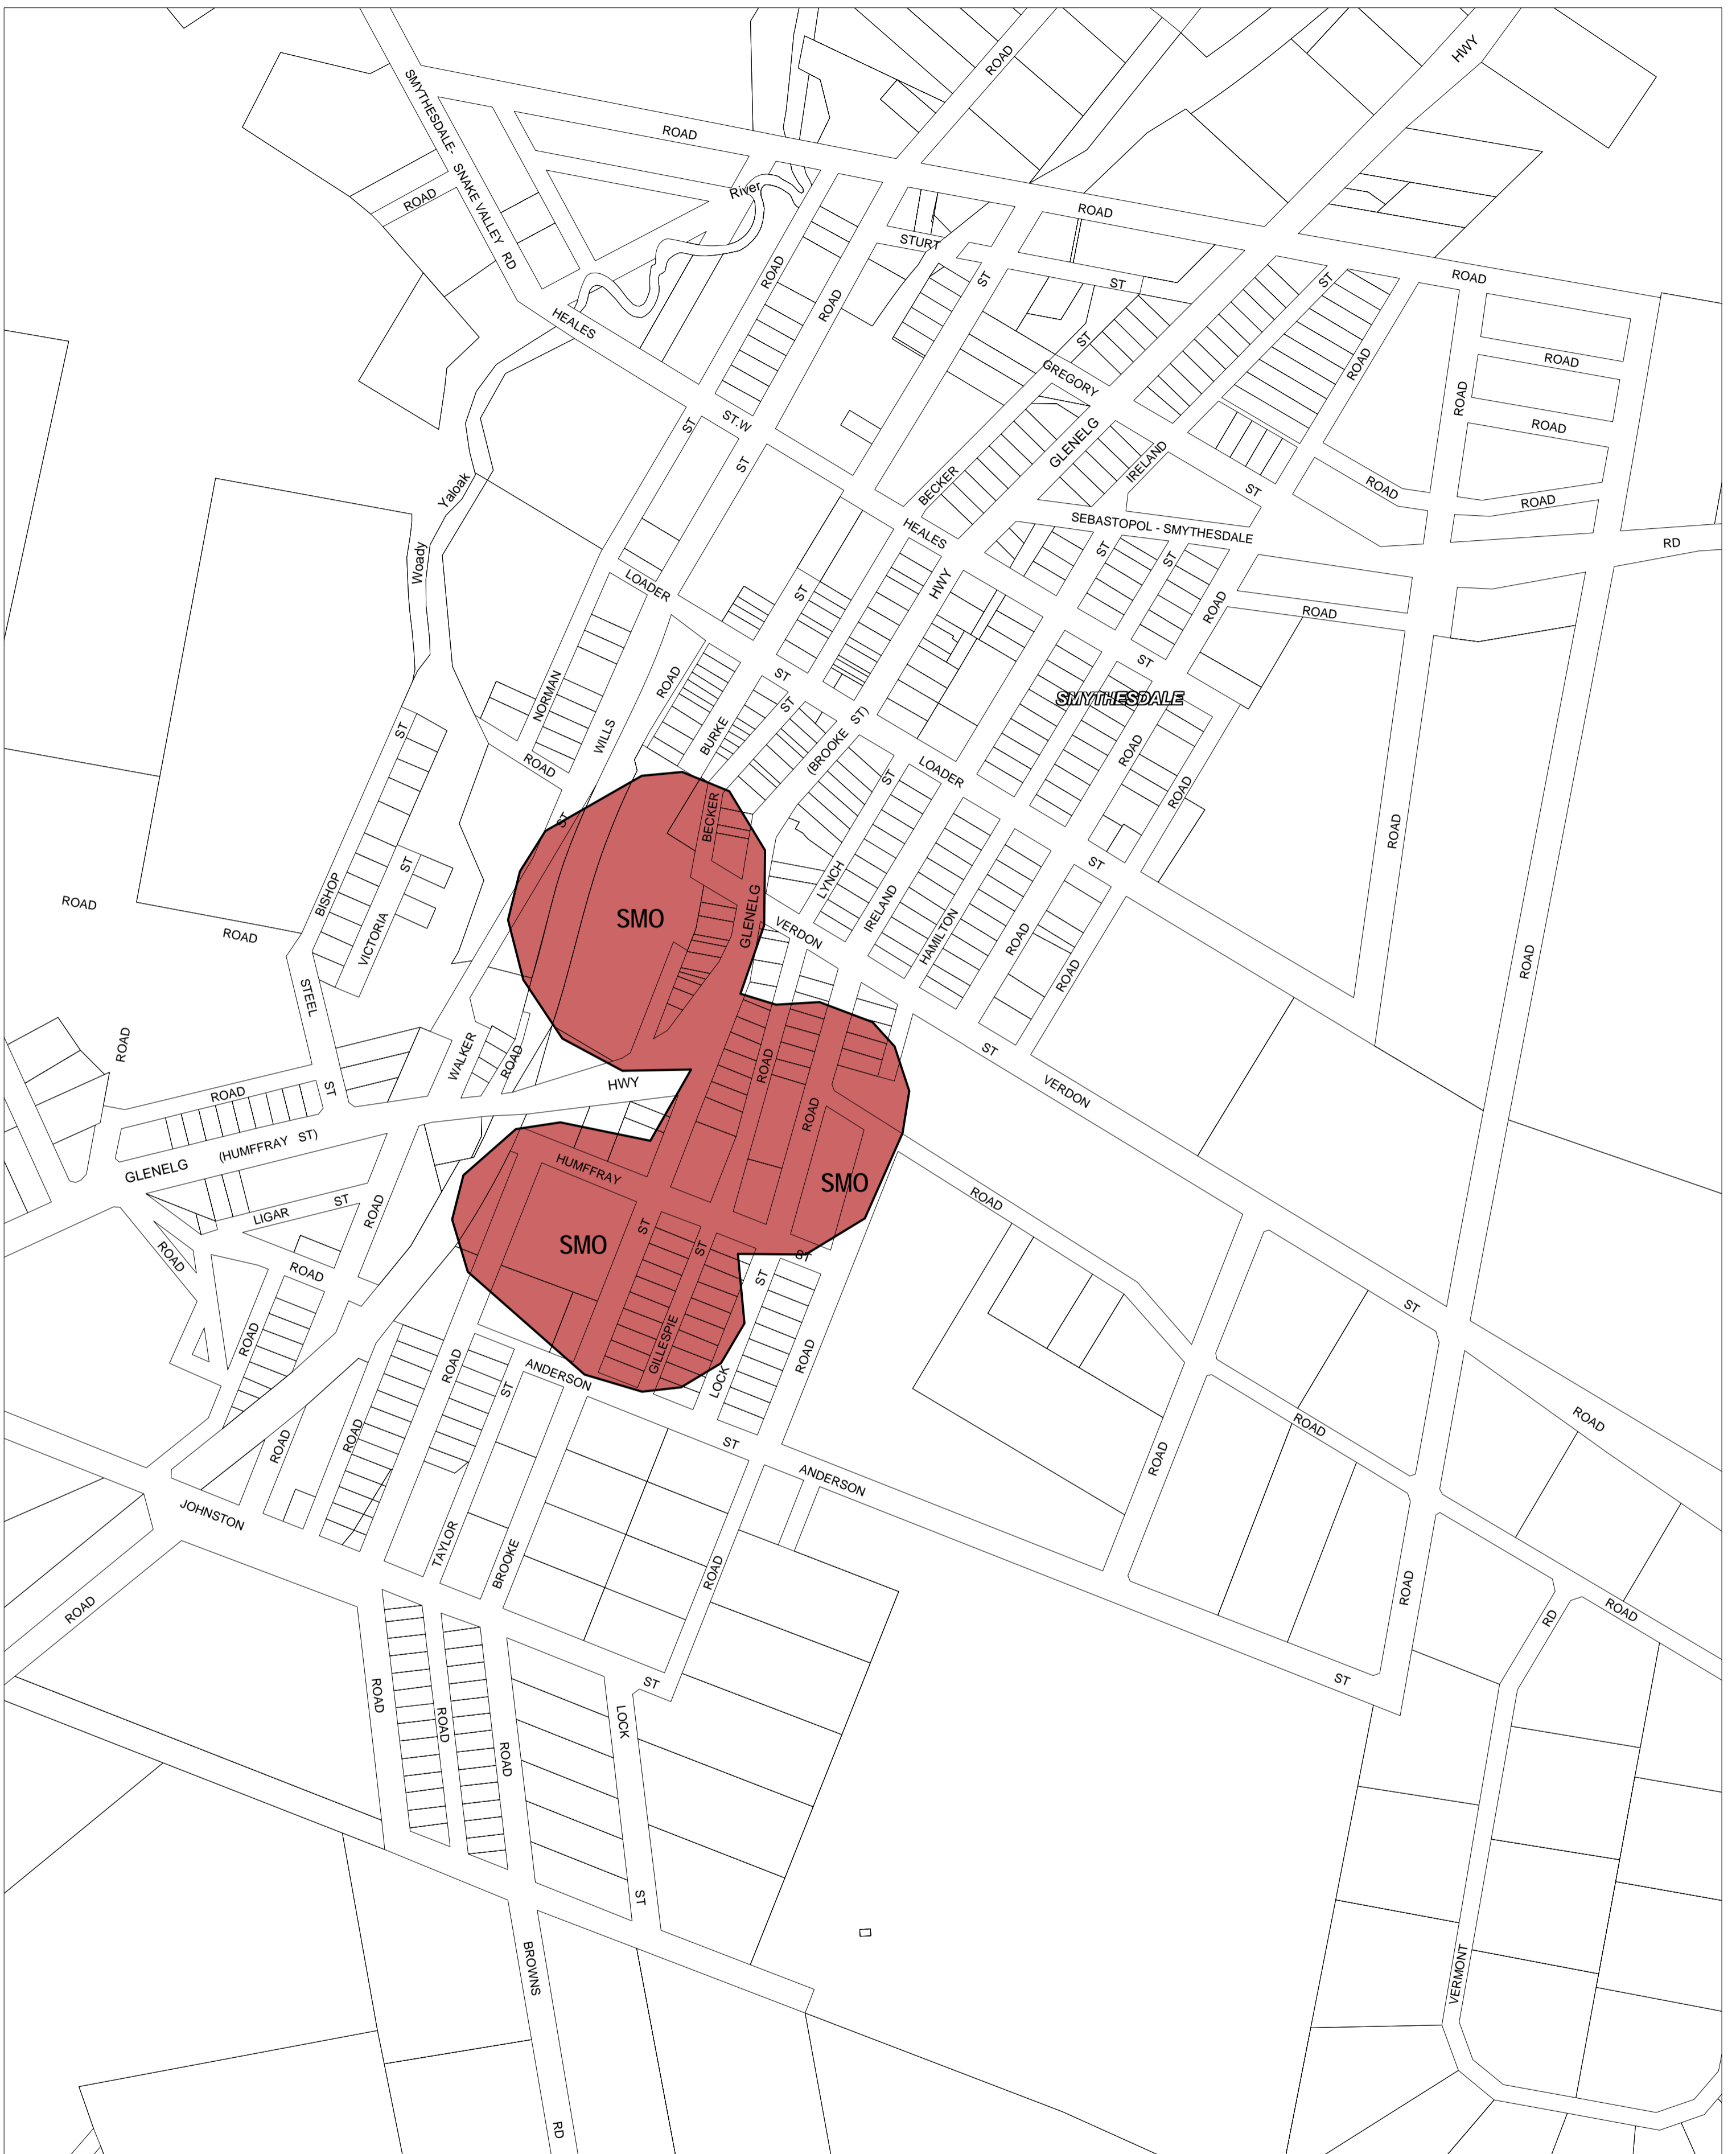 ROAD
HWY
SMYTHESDALE-
SNAKE VALLEY RD
ROAD
River
ROAD
ROAD
STURT
ROAD
ROAD
ROAD
ST
ST
ST
ROAD
HEALES
ST
GREGORY
ROAD
ROAD
ROAD
ST.W
ST
GLENELG
ROAD
ST
BECKER
IRELAND
ST
ROAD
ROAD
Yaloak
HEALES
SEBASTOPOL - SMYTHESDALE
RD
Woady
ST
ST
LOADER
ST
HWY
ROAD
ROAD
ST
ST
SMYTHESDALE
NORMAN
ROAD
ST
ST
WILLS
BURKE
(BROOKE ST)
ROAD
ROAD
LOADER
ST
ROAD
ST
BECKER
ROAD
ST
ST
BISHOP
LYNCH
IRELAND
ROAD
SMO
GLENELG
VERDON
HAMILTON
ROAD
VICTORIA
ROAD
ROAD
ROAD
STEEL
ROAD
WALKER
ROAD
ROAD
ST
HWY
ST
VERDON
ROAD
ROAD
GLENELG (HUMFFRAY ST)
HUMFFRAY
SMO
LIGAR ST
ROAD
ROAD
ROAD
ROAD
SMO
ST
ST
ST
ST
ST
ROAD
ROAD
GILLESPIE
ROAD
ROAD
ST
ANDERSON
LOCK
ROAD
ROAD
ROAD
ROAD
ST
ANDERSON
ROAD
JOHNSTON
TAYLOR
BROOKE
ROAD
ROAD
ROAD
ROAD
RD
ST
ST
ROAD
ROAD
LOCK
ROAD
ST
BROWNS
VERMONT
RD